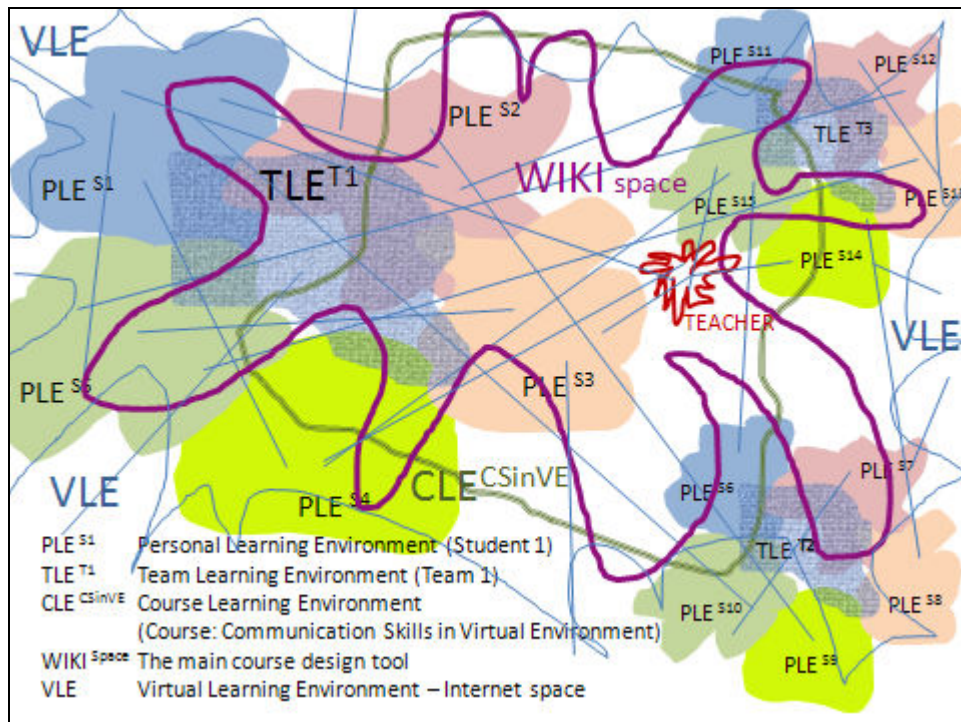 VLE
PLE S11
PLE S12
PLE S2
TLE T3
PLE S1
TLE T1
WIKI space
PLE S15
PLE S13
PLE S14
TEACHER
VLE
PLE S5
PLE S3
VLE
CLE CSinVE
PLE S4
PLE S6
PLE S7
TLE T2
PLE S10
PLE S8
PLE S9
PLE S1 Personal Learning Environment (Student 1)
TLE T1 Team Learning Environment (Team 1)
CLE CSinVE Course Learning Environment
(Course: Communication Skills in Virtual Environment)
WIKI Space The main course design tool
VLE Virtual Learning Environment – Internet space